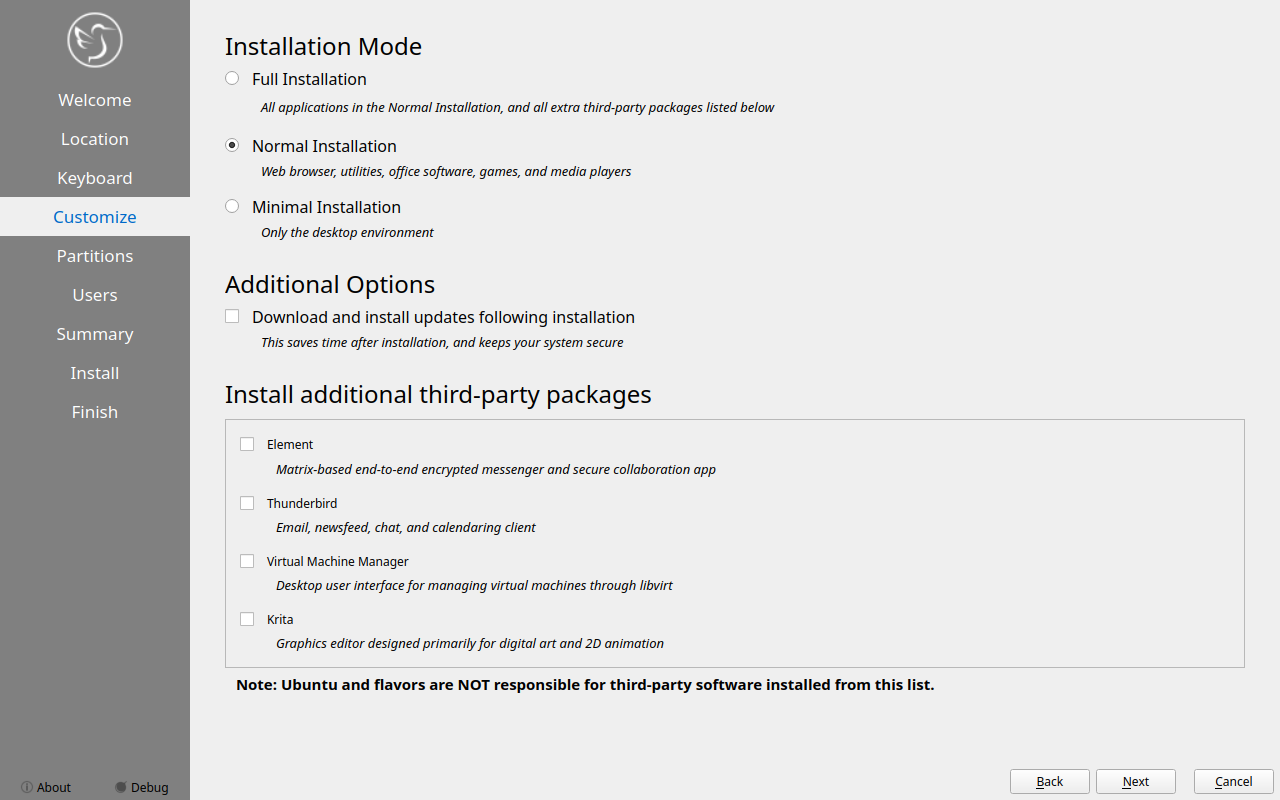 Welcome
Location
Keyboard
Customize
Partitions
Users
Summary
Install
Finish
About
Debug
Installation Mode
Full Installation
All applications in the Normal Installation, and all extra third-party packages listed below
Normal Installation
Web browser, utilities, office software, games, and media players
Minimal Installation
Only the desktop environment
Additional Options
Download and install updates following installation
This saves time after installation, and keeps your system secure
Install additional third-party packages
Element
Matrix-based end-to-end encrypted messenger and secure collaboration app
Thunderbird
Email, newsfeed, chat, and calendaring client
Virtual Machine Manager
Desktop user interface for managing virtual machines through libvirt
Krita
Graphics editor designed primarily for digital art and 2D animation
Note: Ubuntu and flavors are NOT responsible for third-party software installed from this list.
Back
Next
Cancel